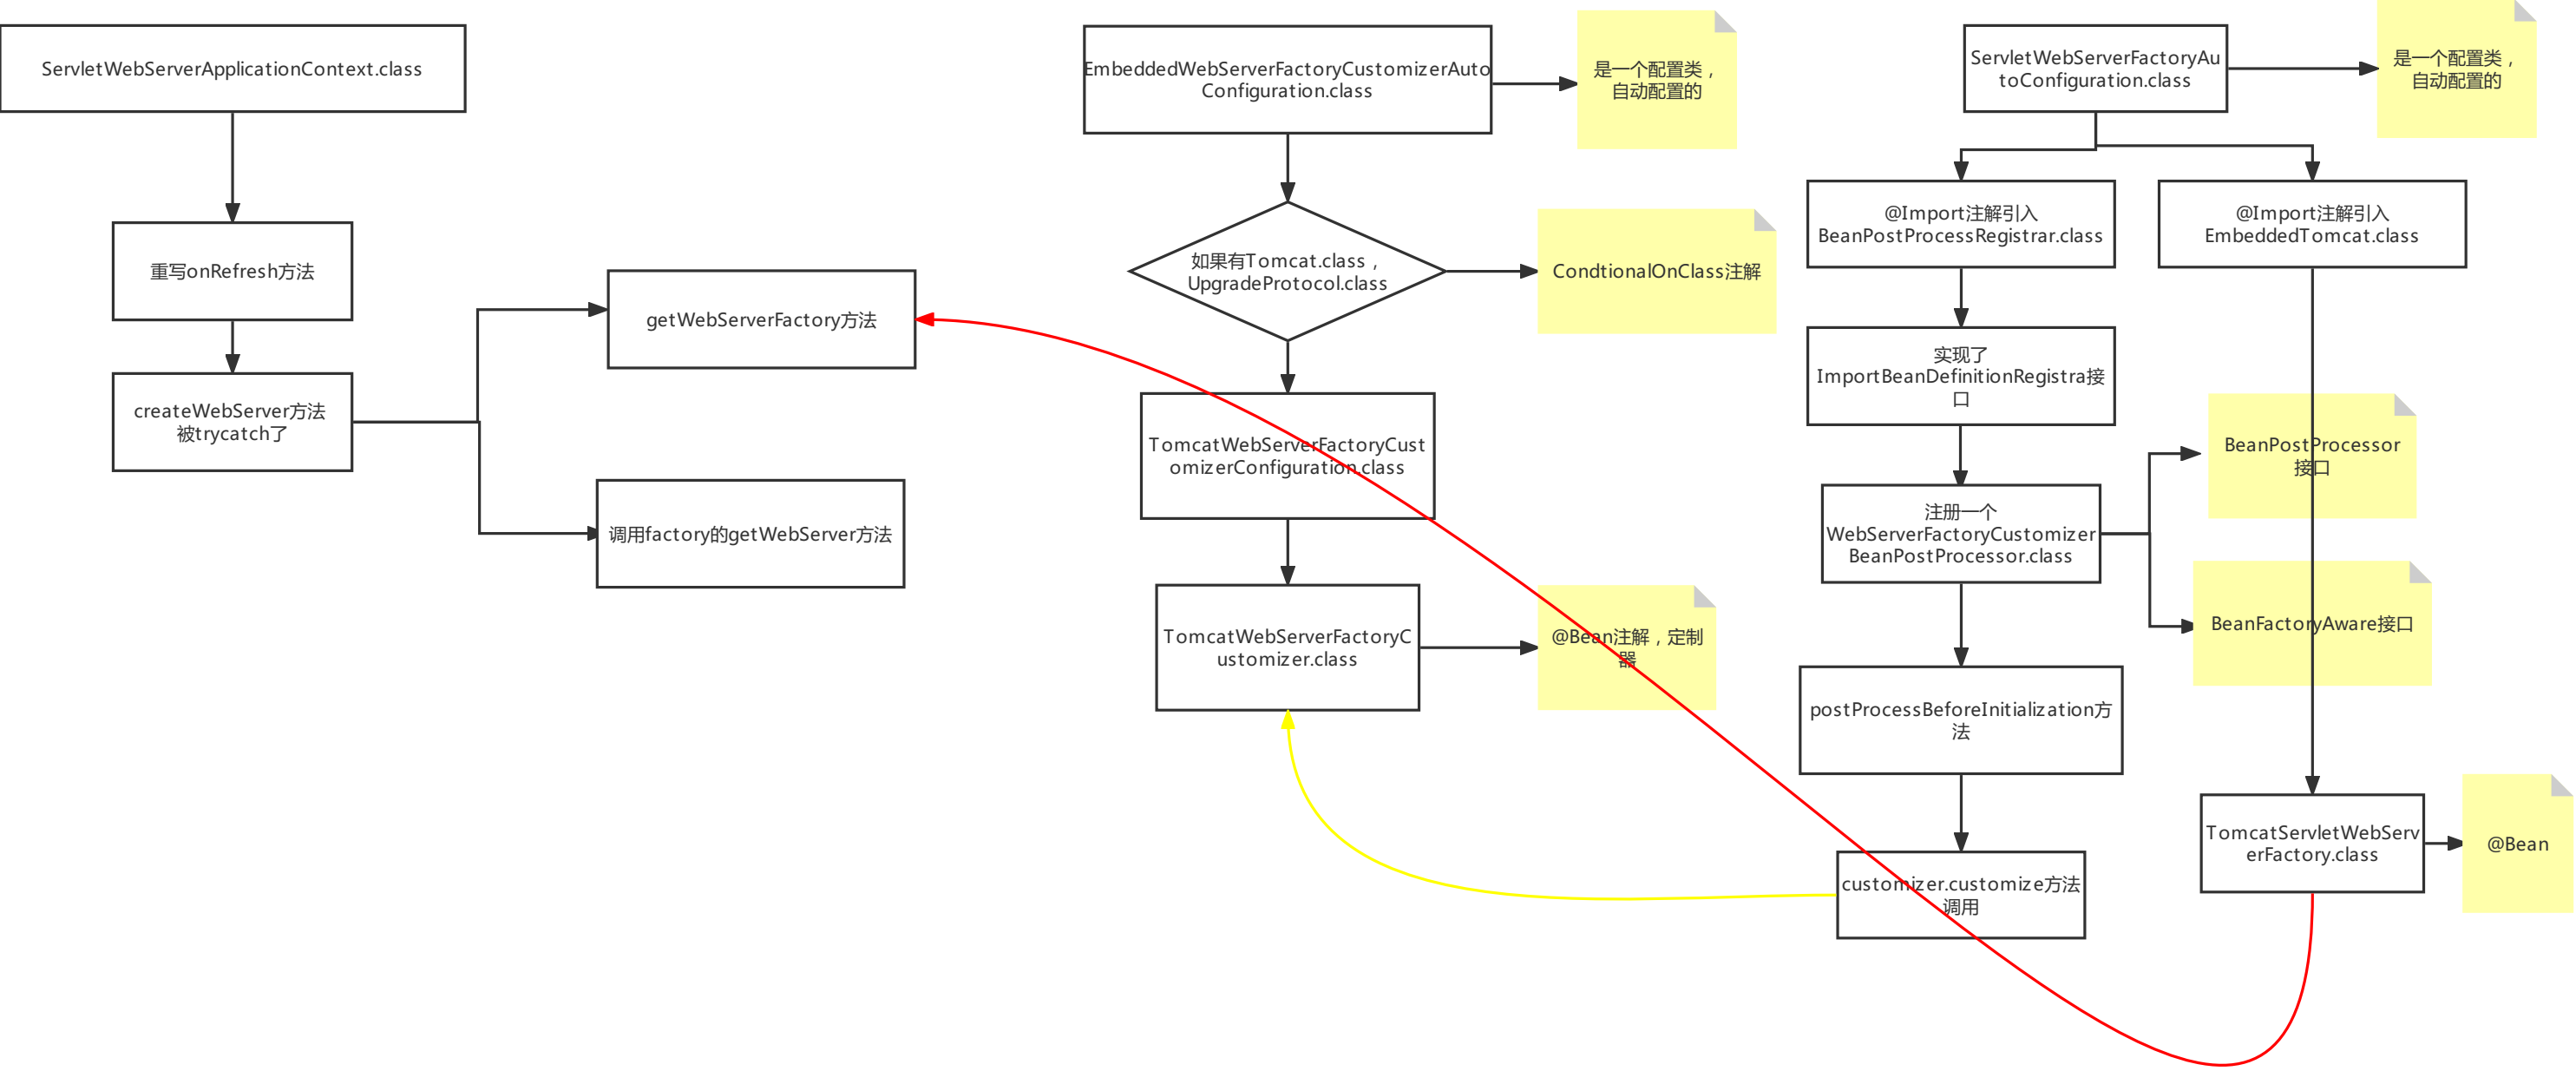 ServletWebServerApplicationContext.class
重写onRefresh方法
createWebServer方法
被trycatch了
getWebServerFactory方法
调用factory的getWebServer方法
EmbeddedWebServerFactoryCustomizerAuto
Configuration.class
是一个配置类，
自动配置的
如果有Tomcat.class，
UpgradeProtocol.class
CondtionalOnClass注解
TomcatWebServerFactoryCust
omizerConfiguration.class
TomcatWebServerFactoryC
ustomizer.class
@Bean注解，定制
器
ServletWebServerFactoryAu
toConfiguration.class
是一个配置类，
自动配置的
@Import注解引入
BeanPostProcessRegistrar.class
@Import注解引入
EmbeddedTomcat.class
实现了
ImportBeanDefinitionRegistra接
口
注册一个
WebServerFactoryCustomizer
BeanPostProcessor.class
BeanPostProcessor
接口
BeanFactoryAware接口
postProcessBeforeInitialization方
法
customizer.customize方法
调用
TomcatServletWebServ
erFactory.class
@Bean